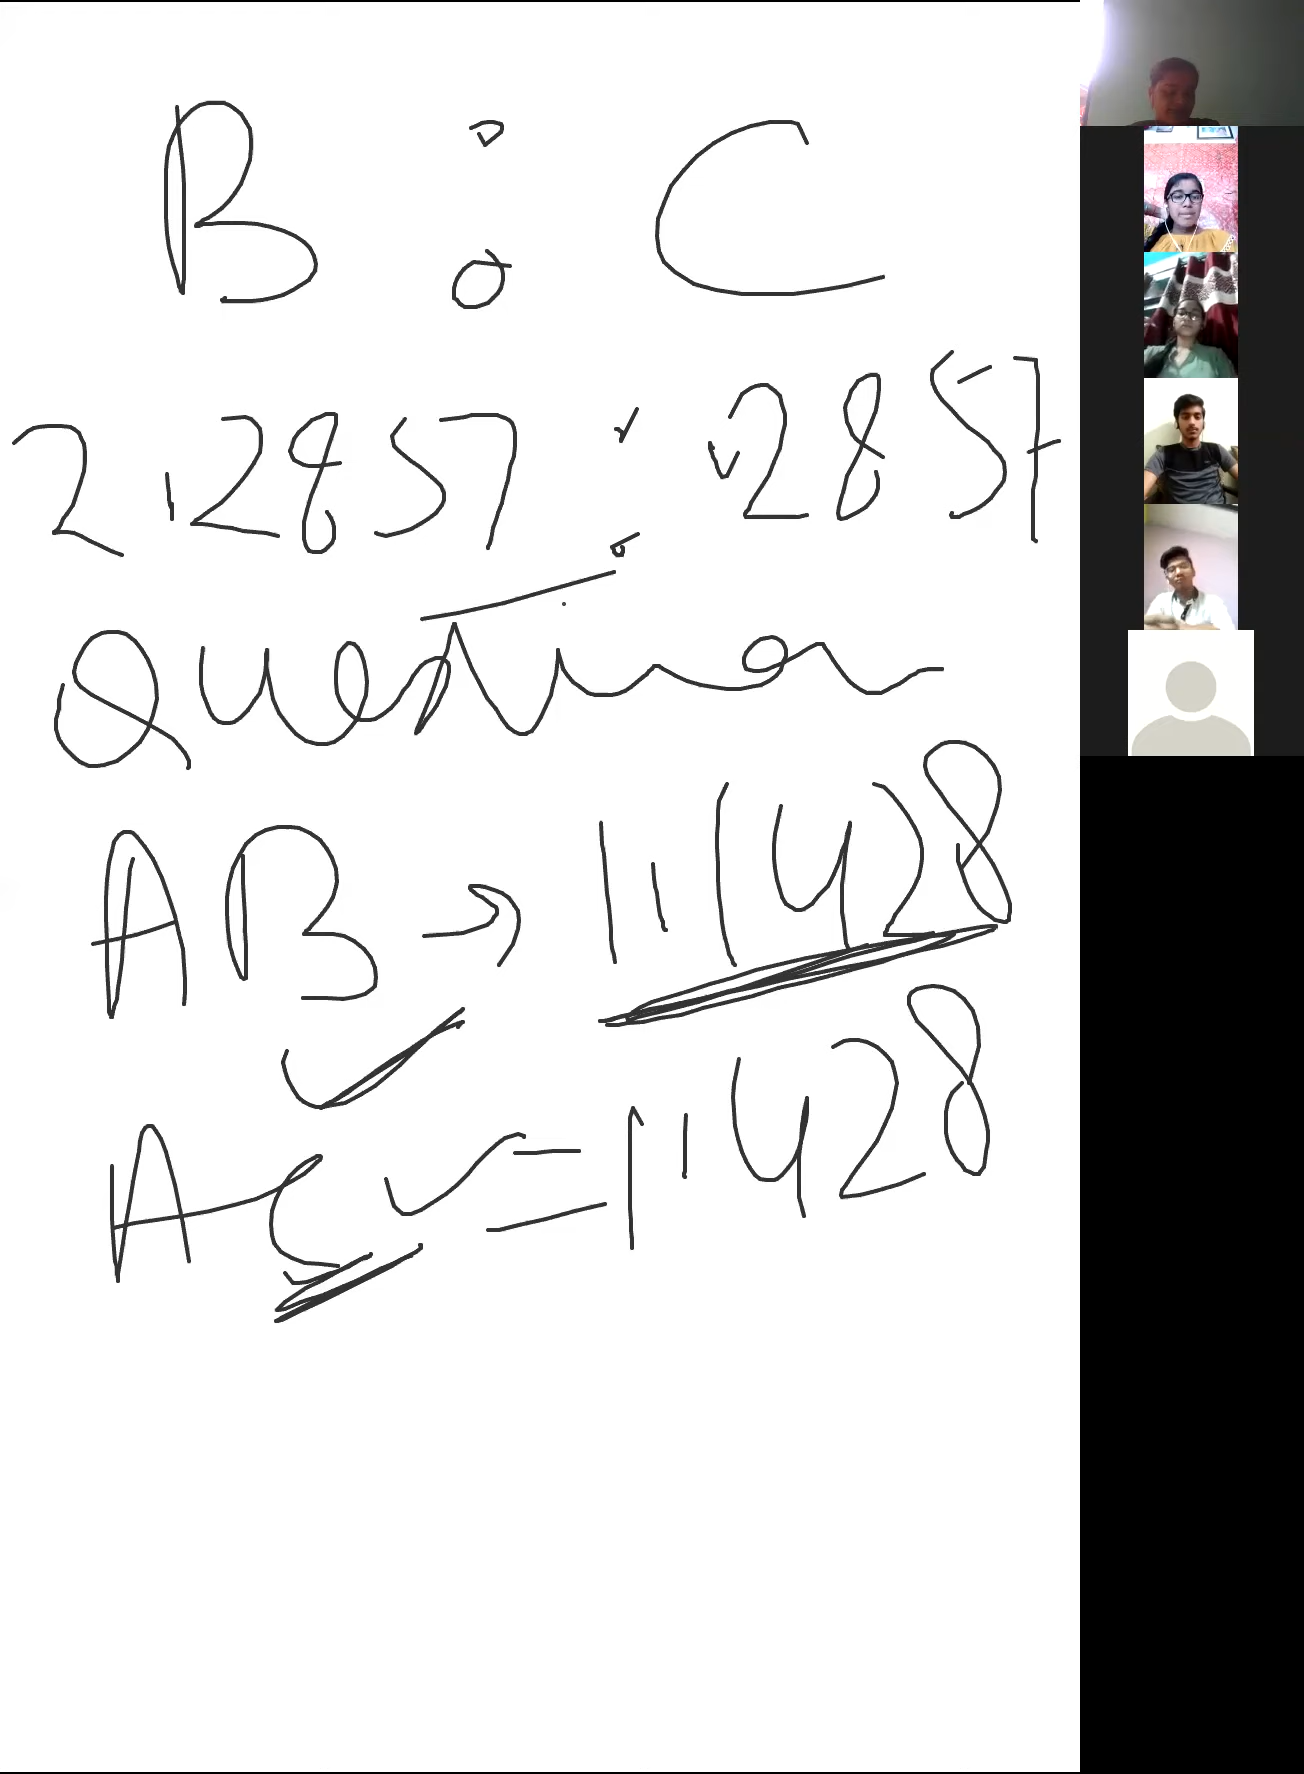 B : C
2.2857 : .2857
Question
AB → 1.1428
AC = 1.1428